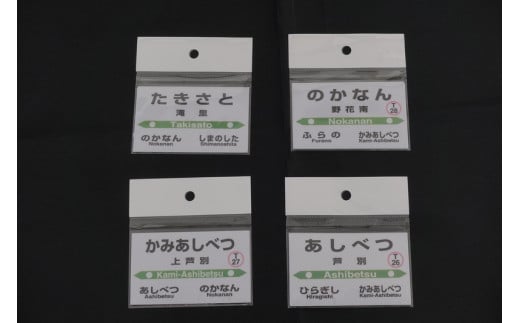 たきさと
滝里
Takisato
のかなん しまのした
Nokanan Shimanoshita
のかなん
野花南
T
28
Nokanan
ふらの かみあしべつ
Furano Kami-Ashibetsu
かみあしべつ
上芦別
T
27
Kami-Ashibetsu
あしべつ のかなん
Ashibetsu Nokanan
あしべつ
芦別
T
26
Ashibetsu
ひらぎし かみあしべつ
Hiragishi Kami-Ashibetsu